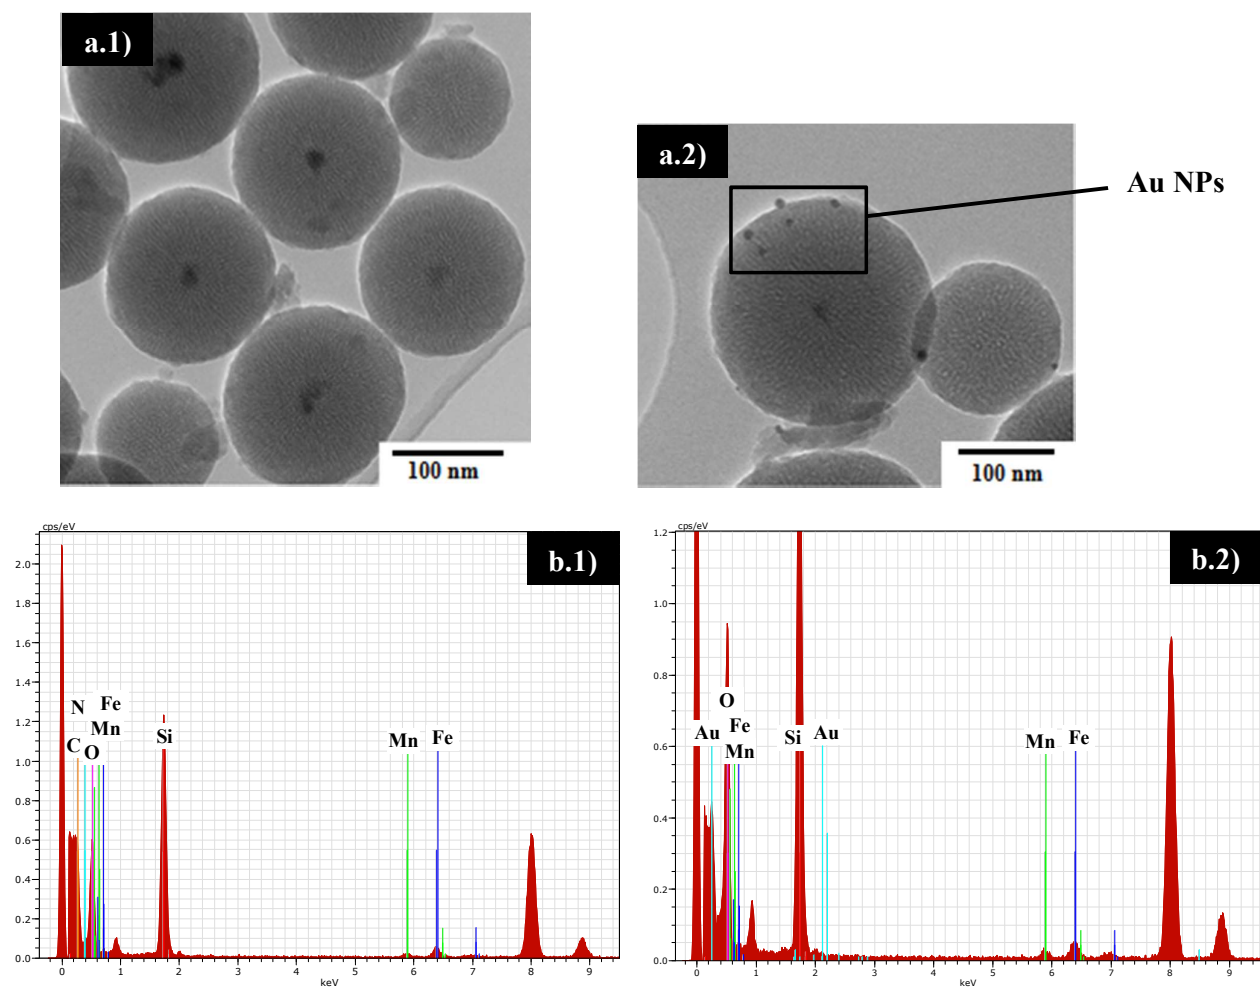 a.1)
100 nm
a.2)
Au NPs
100 nm
cps/eV
b.1)
2.0
1.8
1.6
1.4
1.2
1.0
0.8
0.6
0.4
0.2
0.0
N
Fe
Mn
C
O
Si
Mn
Fe
0 1 2 3 4 5 6 7 8 9
keV
cps/eV
b.2)
1.2
1.0
0.8
0.6
0.4
0.2
0.0
O
Au
Fe
Mn
Si
Au
Mn
Fe
0 1 2 3 4 5 6 7 8 9
keV